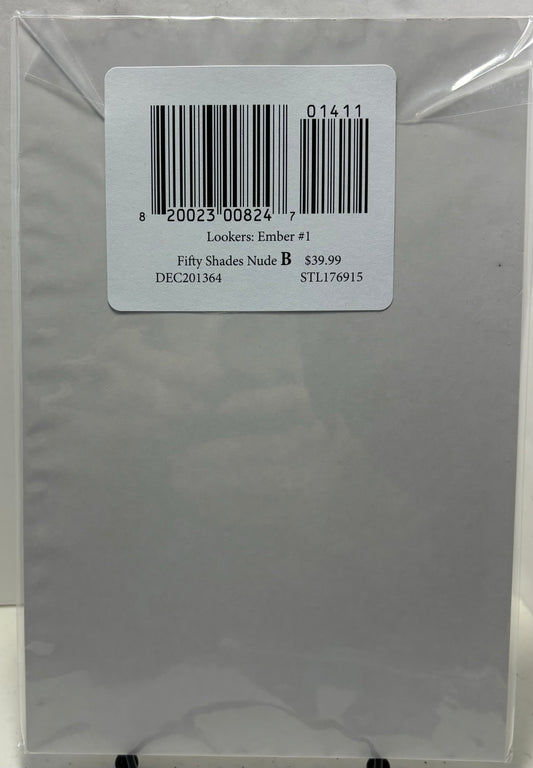 01411
8 20023 00824 7
Lookers: Ember #1
Fifty Shades Nude B $39.99
DEC201364 STL176915